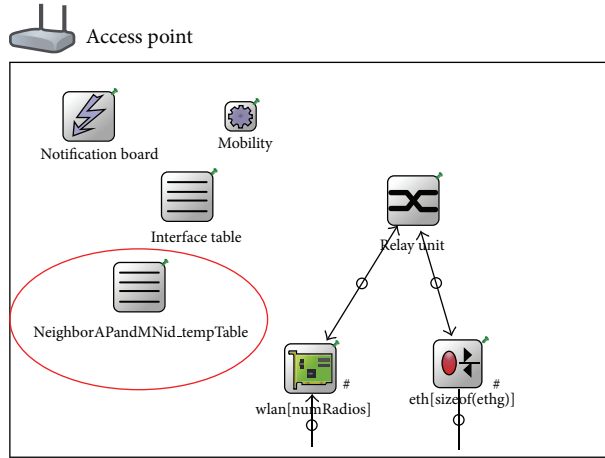 Access point
Notification board
Mobility
Interface table
Relay unit
NeighborAPandMNid_tempTable
#
wlan[numRadios]
#
eth[sizeof(ethg)]